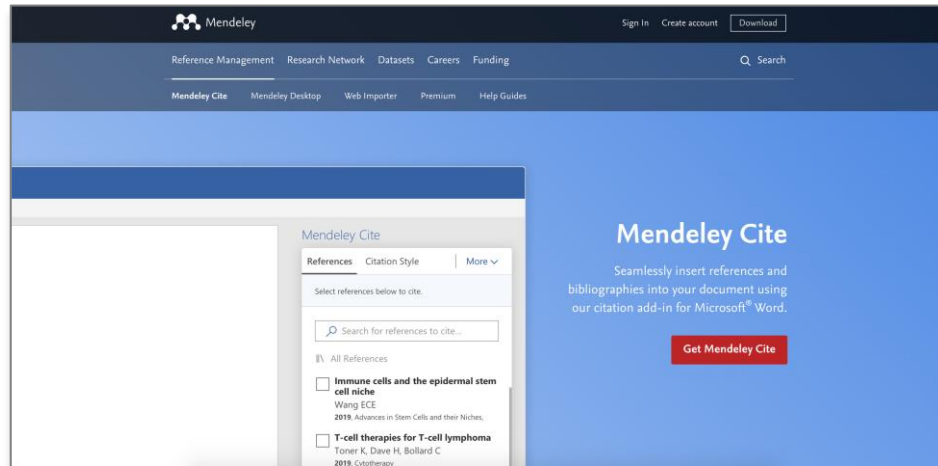 Mendeley
Sign In Create account Download
Reference Management Research Network Datasets Careers Funding
Search
Mendeley Cite Mendeley Desktop Web Importer Premium Help Guides
Mendeley Cite
References Citation Style More
Select references below to cite.
Search for references to cite...
All References
Immune cells and the epidermal stem
cell niche
Wang ECE
2019, Advances in Stem Cells and their Niches,
T-cell therapies for T-cell lymphoma
Toner K, Dave H, Bollard C
2019, Cytotherapy
Mendeley Cite
Seamlessly insert references and
bibliographies into your document using
our citation add-in for Microsoft® Word.
Get Mendeley Cite